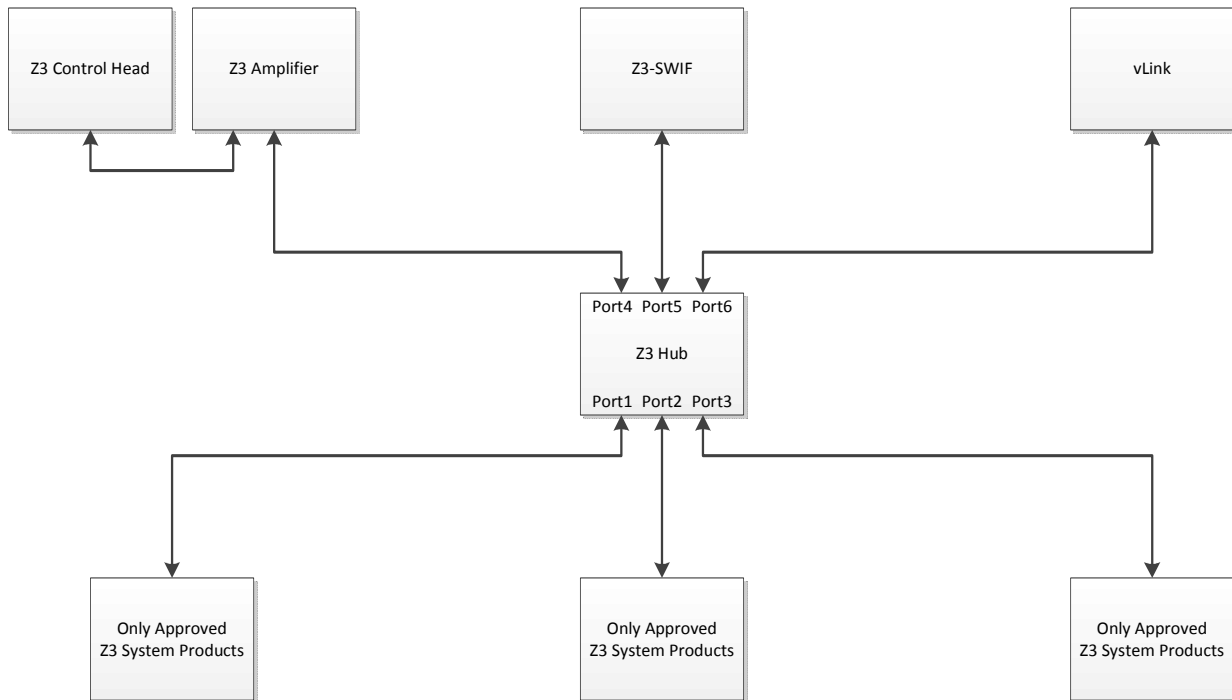 Z3 Control Head
Z3 Amplifier
Z3-SWIF
vLink
Port4 Port5 Port6
Z3 Hub
Port1 Port2 Port3
Only Approved
Z3 System Products
Only Approved
Z3 System Products
Only Approved
Z3 System Products